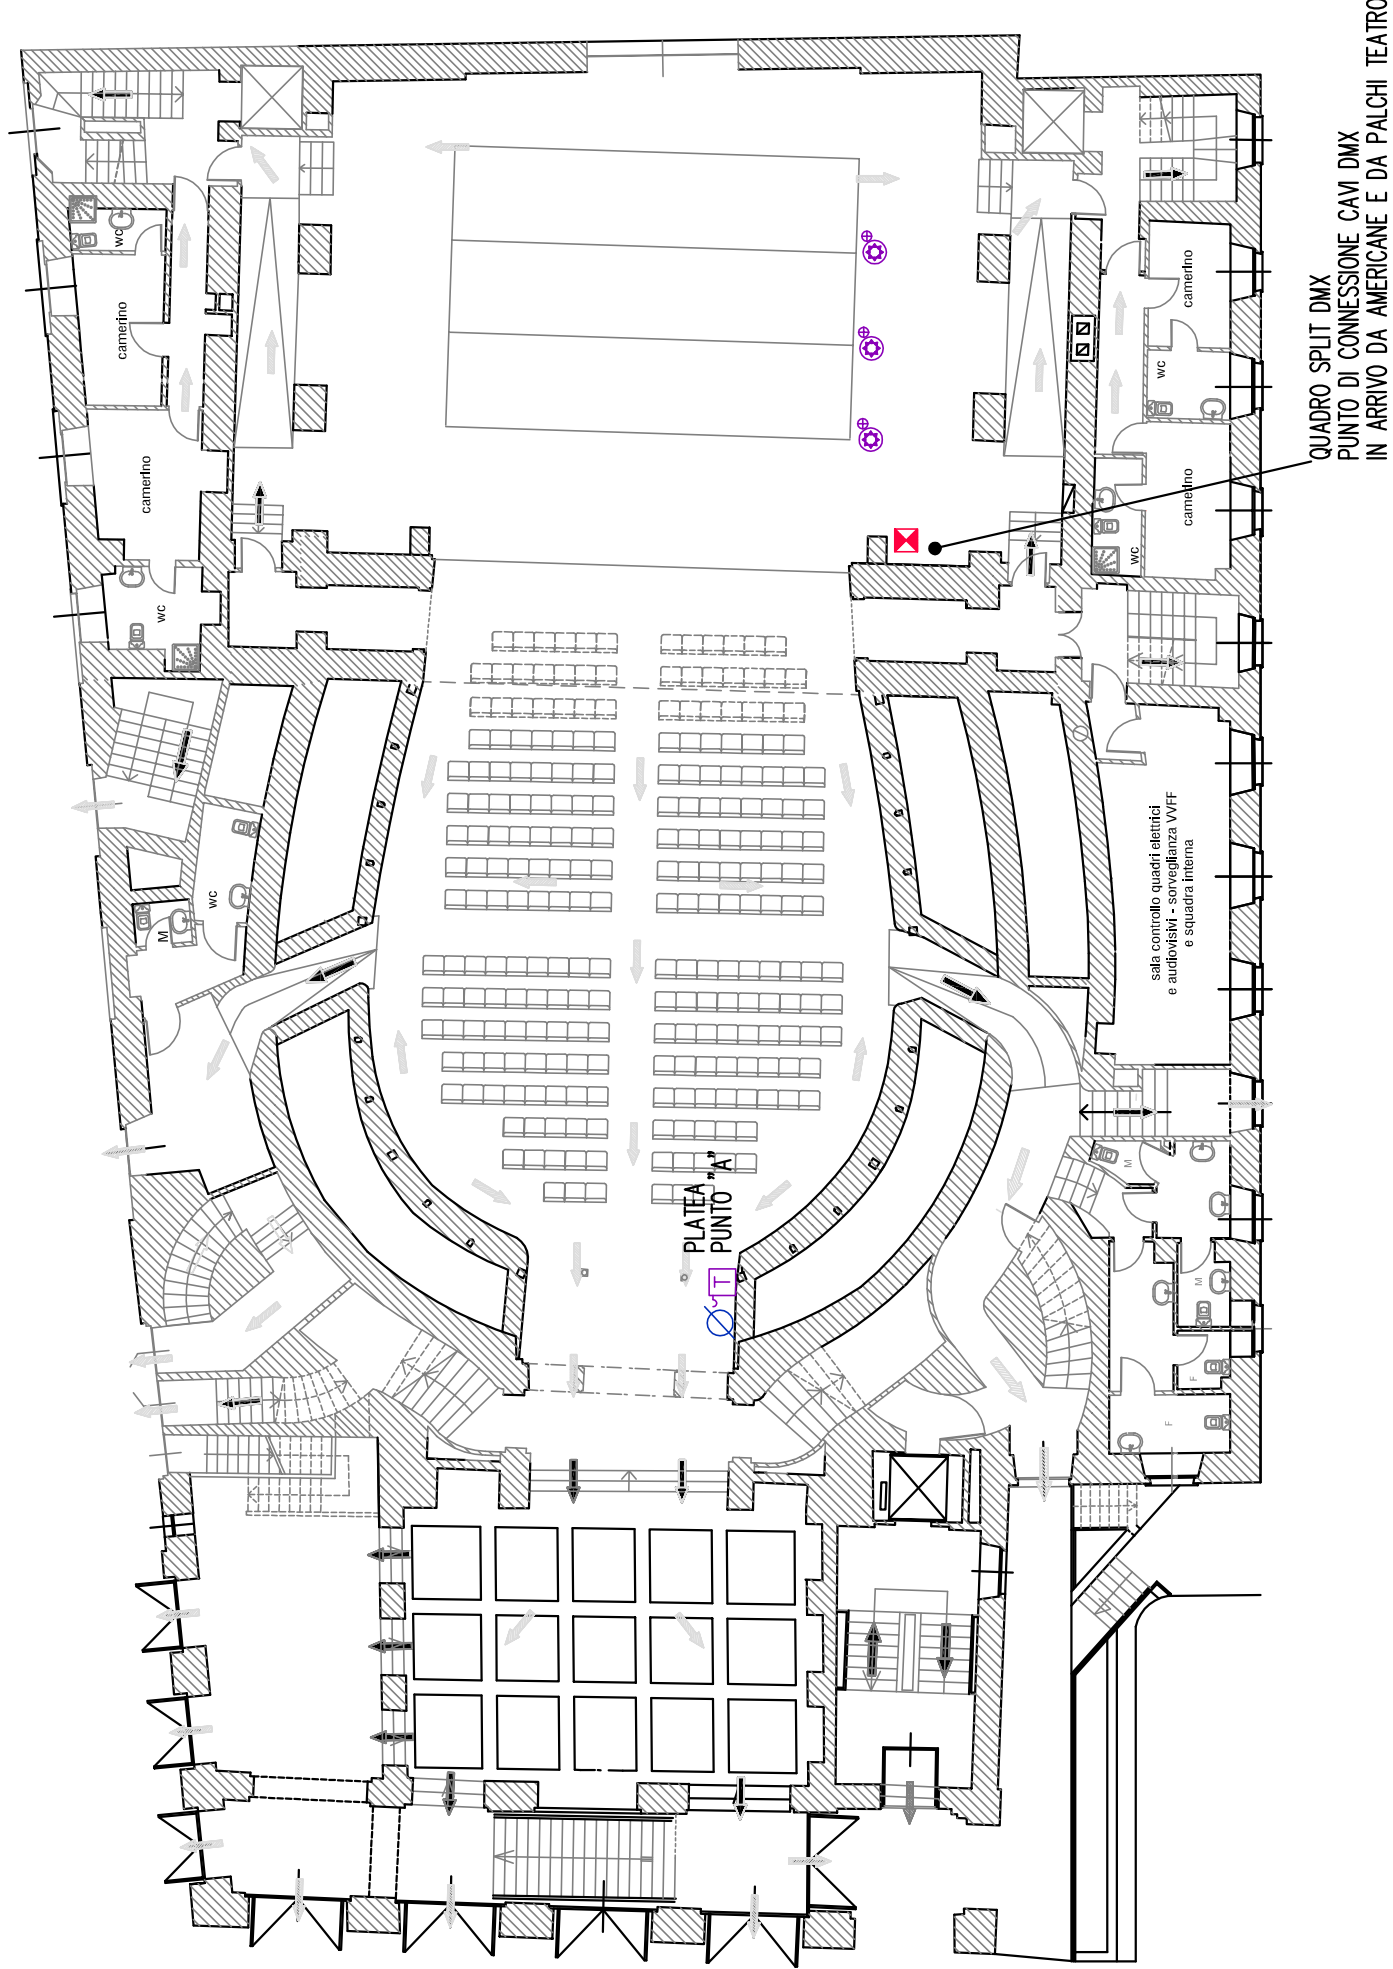 QUADRO SPLIT DMX
PUNTO DI CONNESSIONE CAVI DMX
IN ARRIVO DA AMERICANE E DA PALCHI TEATRO
wc
camerino
camerino
wc
camerino
wc
camerino
wc
sala controllo quadri elettrici
e audiovisivi - sorveglianza VVFF
e squadra interna
wc
M
PLATEA
PUNTO "A"
T
M
M
F
F